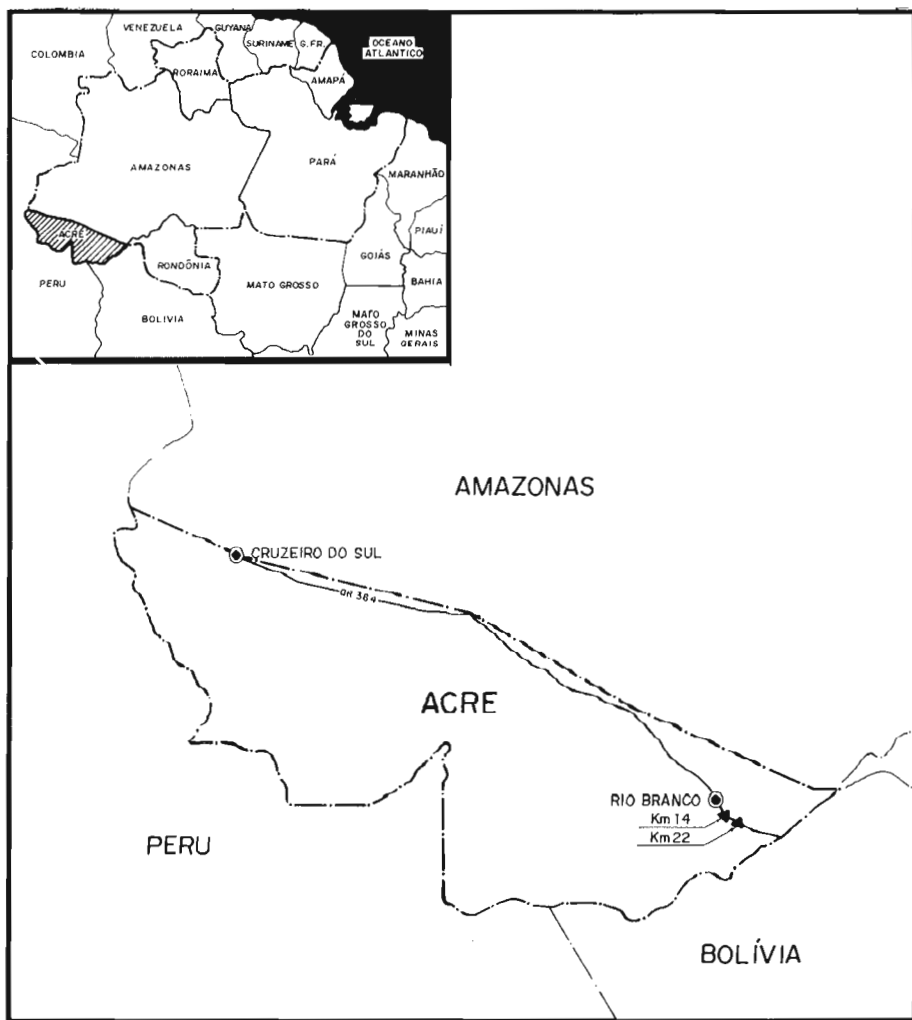 VENEZUELA
GUYANA
SURINAME
G. FR.
OCEANO
ATLANTICO
COLOMBIA
RORAIMA
AMAPÁ
AMAZONAS
PARÁ
MARANHÃO
ACRE
PIAUÍ
RONDÔNIA
GOIÁS
PERU
MATO GROSSO
BAHIA
BOLIVIA
MATO
GROSSO
DO
SUL
MINAS
GERAIS
AMAZONAS
CRUZEIRO DO SUL
BR 364
ACRE
RIO BRANCO
Km 14
Km 22
PERU
BOLÍVIA